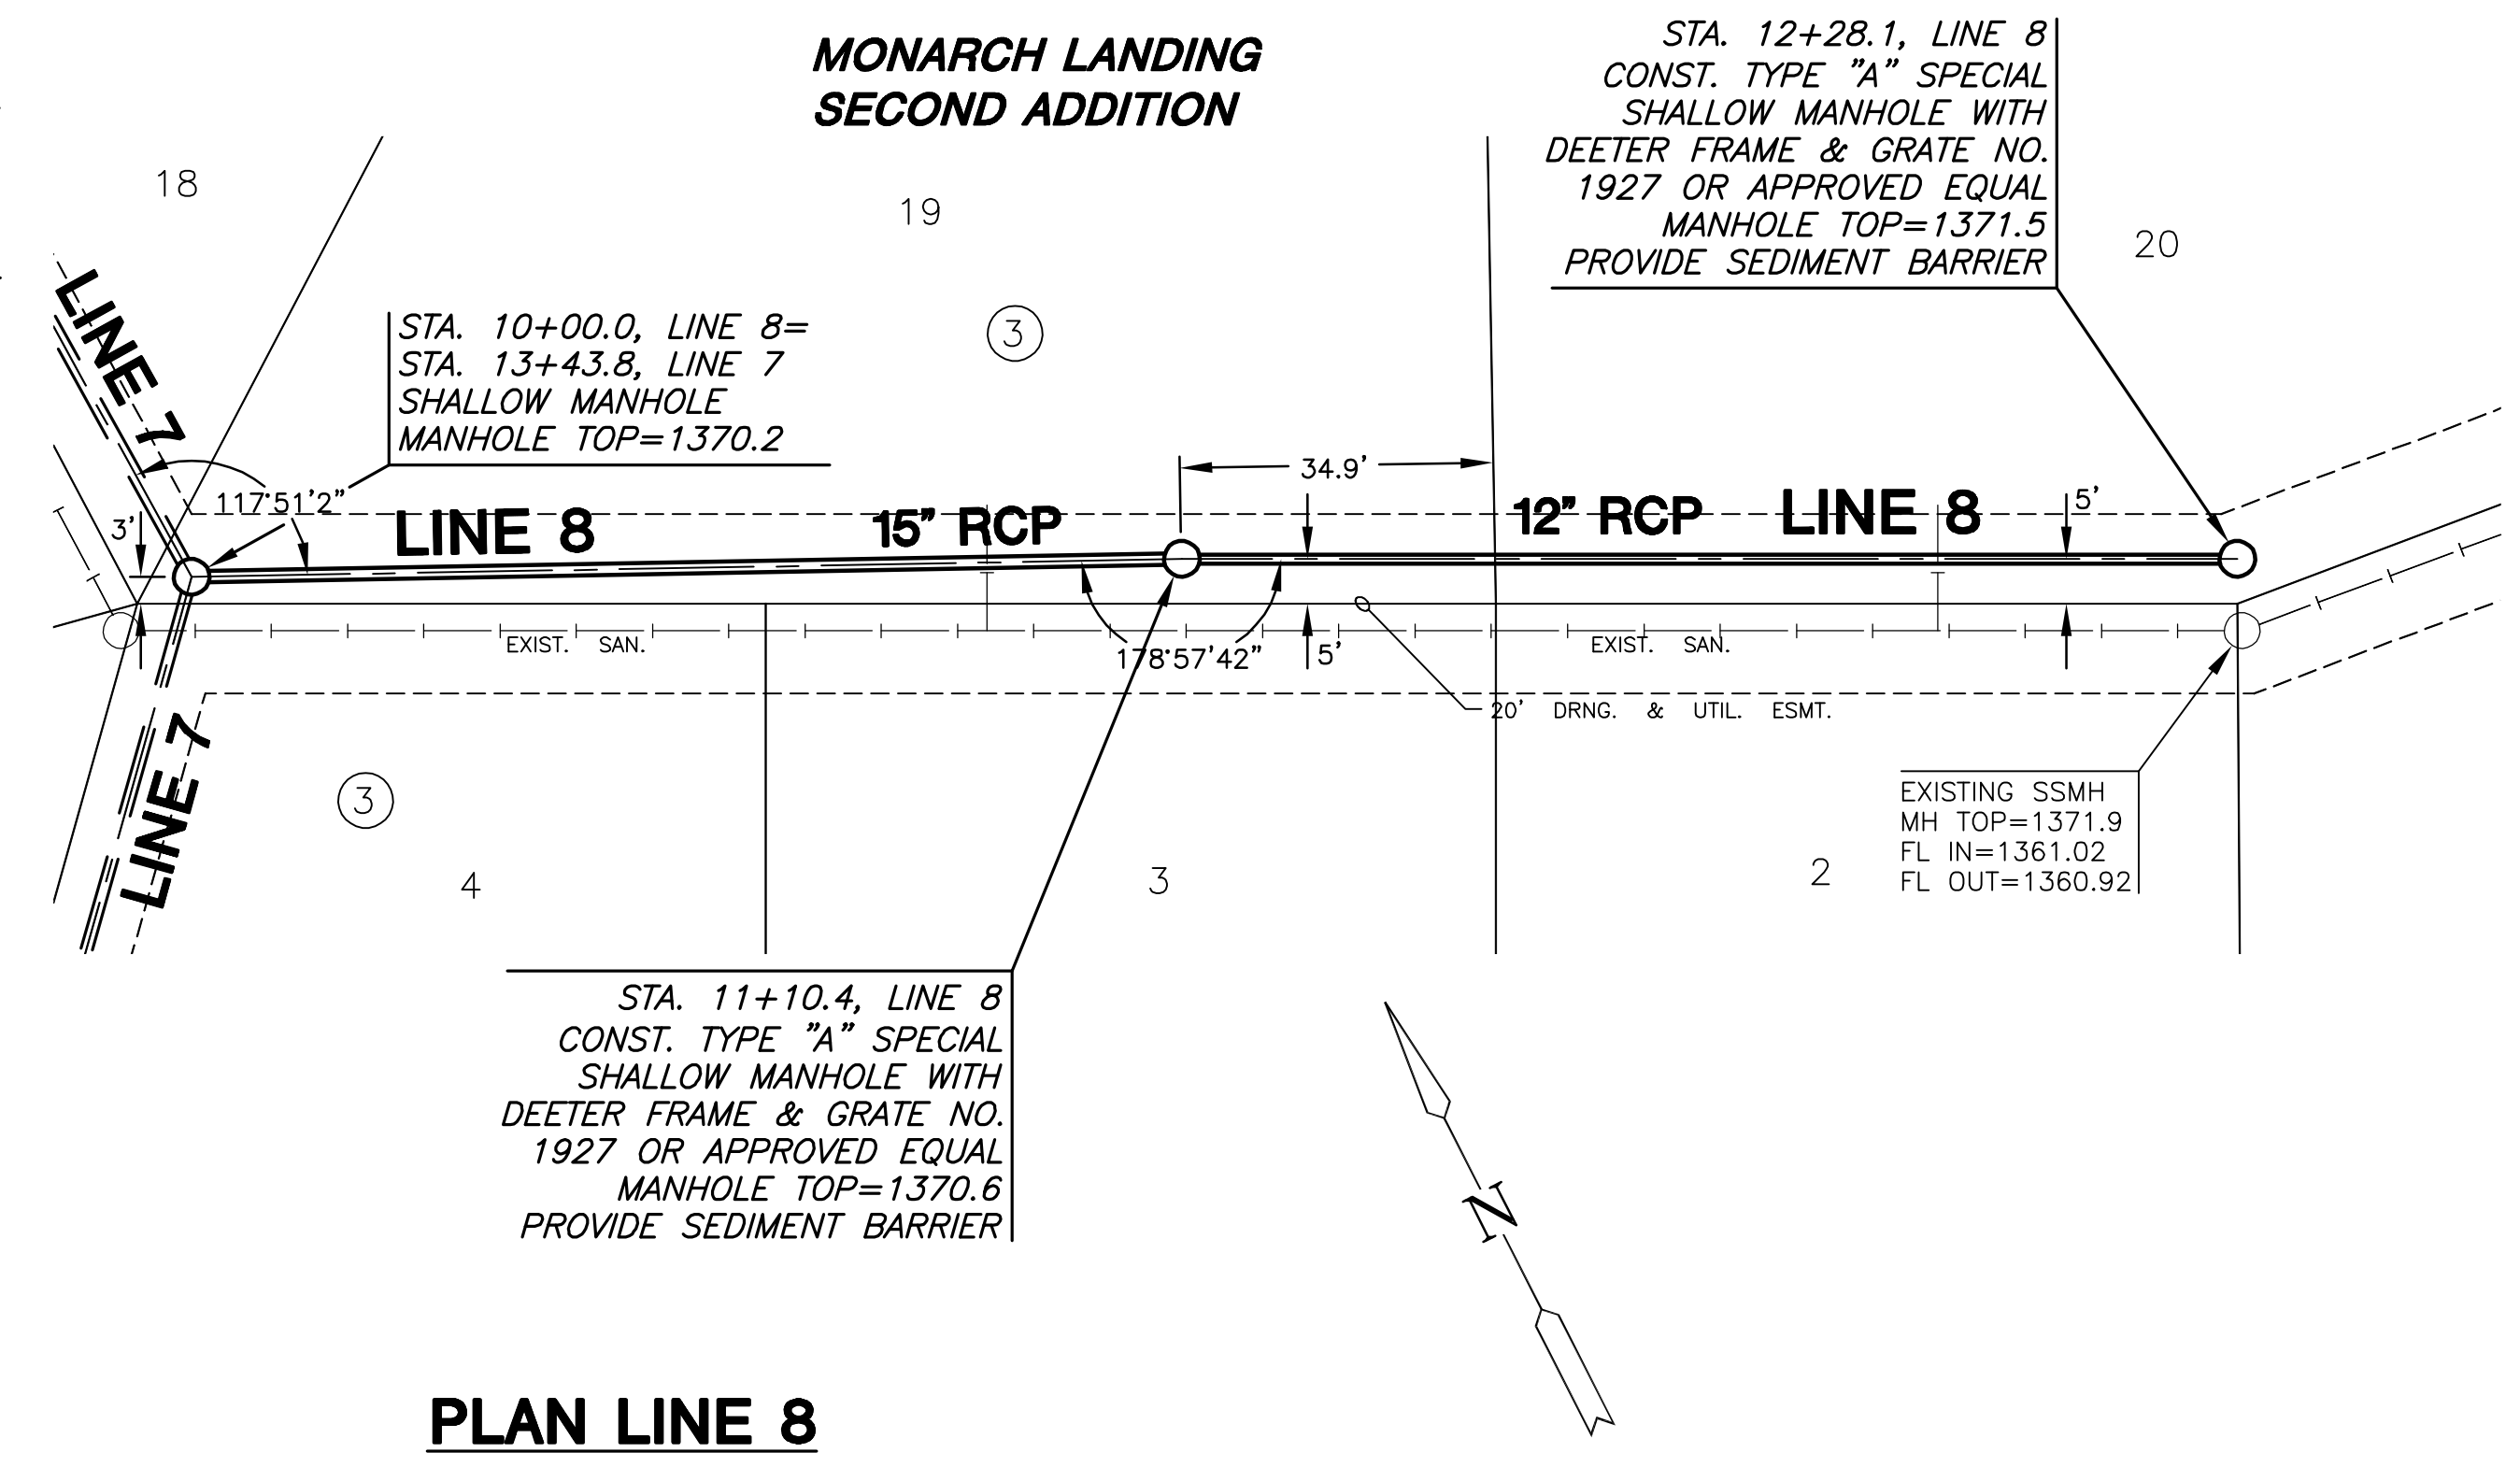 MONARCH LANDING
SECOND ADDITION
STA. 12+28.1, LINE 8
CONST. TYPE "A" SPECIAL
SHALLOW MANHOLE WITH
DEETER FRAME & GRATE NO.
1927 OR APPROVED EQUAL
MANHOLE TOP=1371.5
PROVIDE SEDIMENT BARRIER
18
19
20
LINE 7
STA. 10+00.0, LINE 8=
STA. 13+43.8, LINE 7
SHALLOW MANHOLE
MANHOLE TOP=1370.2
3
34.9'
117°51'2"
3'
LINE 8
15" RCP
12" RCP
LINE 8
5'
EXIST. SAN.
178°57'42"
5'
EXIST. SAN.
20' DRNG. & UTIL. ESMT.
LINE 7
3
EXISTING SSMH
MH TOP=1371.9
FL IN=1361.02
FL OUT=1360.92
4
3
2
STA. 11+10.4, LINE 8
CONST. TYPE "A" SPECIAL
SHALLOW MANHOLE WITH
DEETER FRAME & GRATE NO.
1927 OR APPROVED EQUAL
MANHOLE TOP=1370.6
PROVIDE SEDIMENT BARRIER
N
PLAN LINE 8